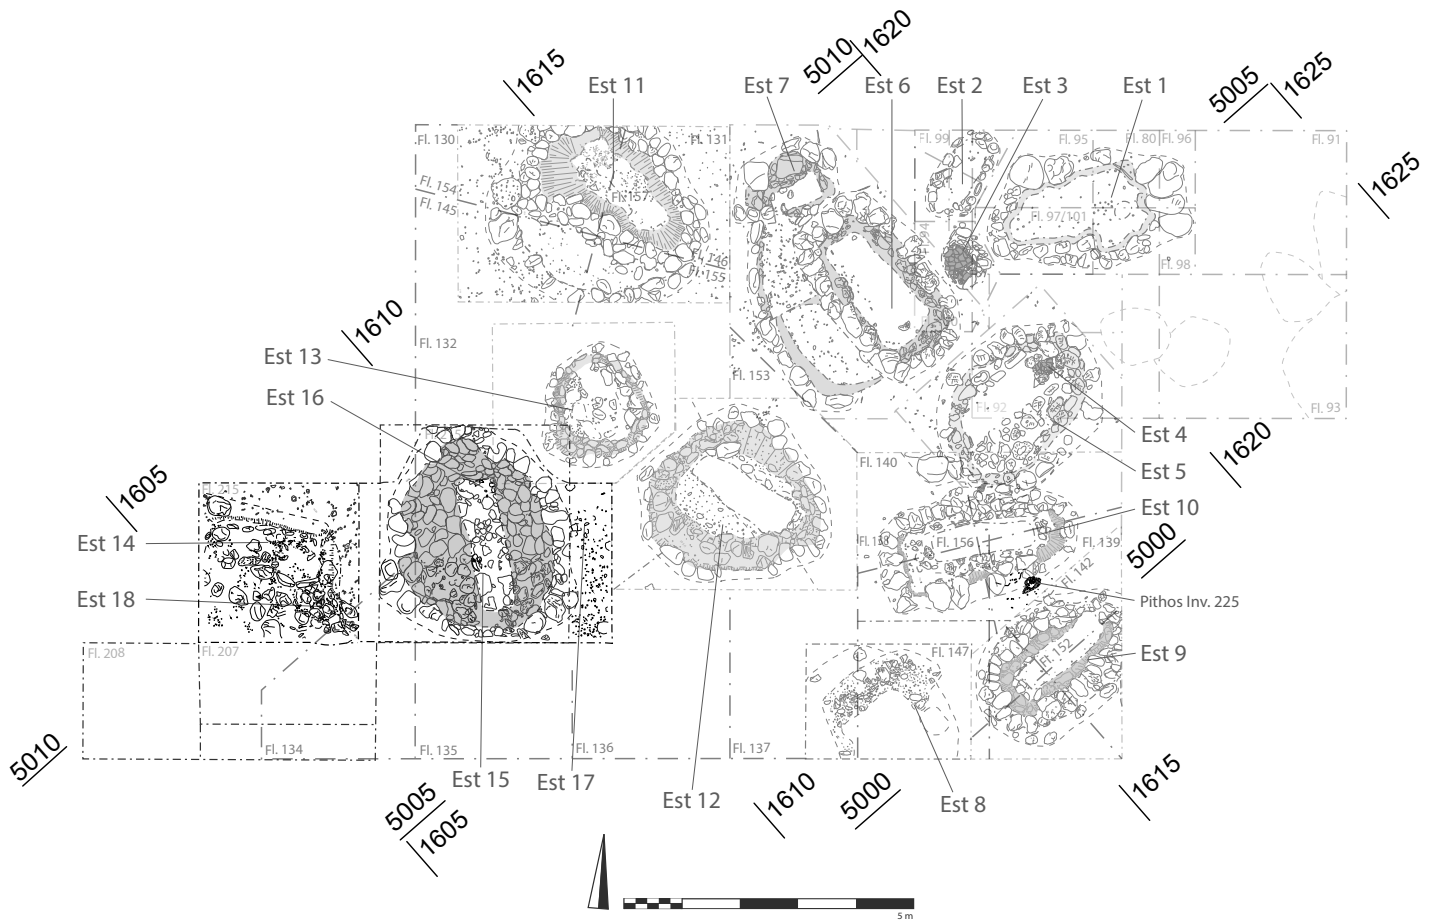 1620
5010
1625
5005
1615
Est 11
Est 7
Est 6
Est 2
Est 3
Est 1
Fl. 130
Fl. 131
Fl. 99
Fl. 95
Fl. 80
Fl. 96
Fl. 91
1625
Fl. 154
Fl. 145
Fl. 157
Fl. 97/101
Fl. 94
Fl. 146
Fl. 155
Fl. 98
1610
Fl. 132
Est 13
Fl. 153
Est 16
Fl. 92
Fl. 93
Est 4
1620
Fl. 140
Est 5
1605
Fl. 215
Est 10
Est 14
Fl. 138
Fl. 156
Fl. 139
5000
Fl. 142
Est 18
Pithos Inv. 225
Fl. 208
Fl. 207
Fl. 147
Fl. 152
Est 9
5010
Fl. 134
Fl. 135
Fl. 136
Fl. 137
Est 15
Est 17
Est 12
Est 8
5005
1605
1610
5000
1615
5 m